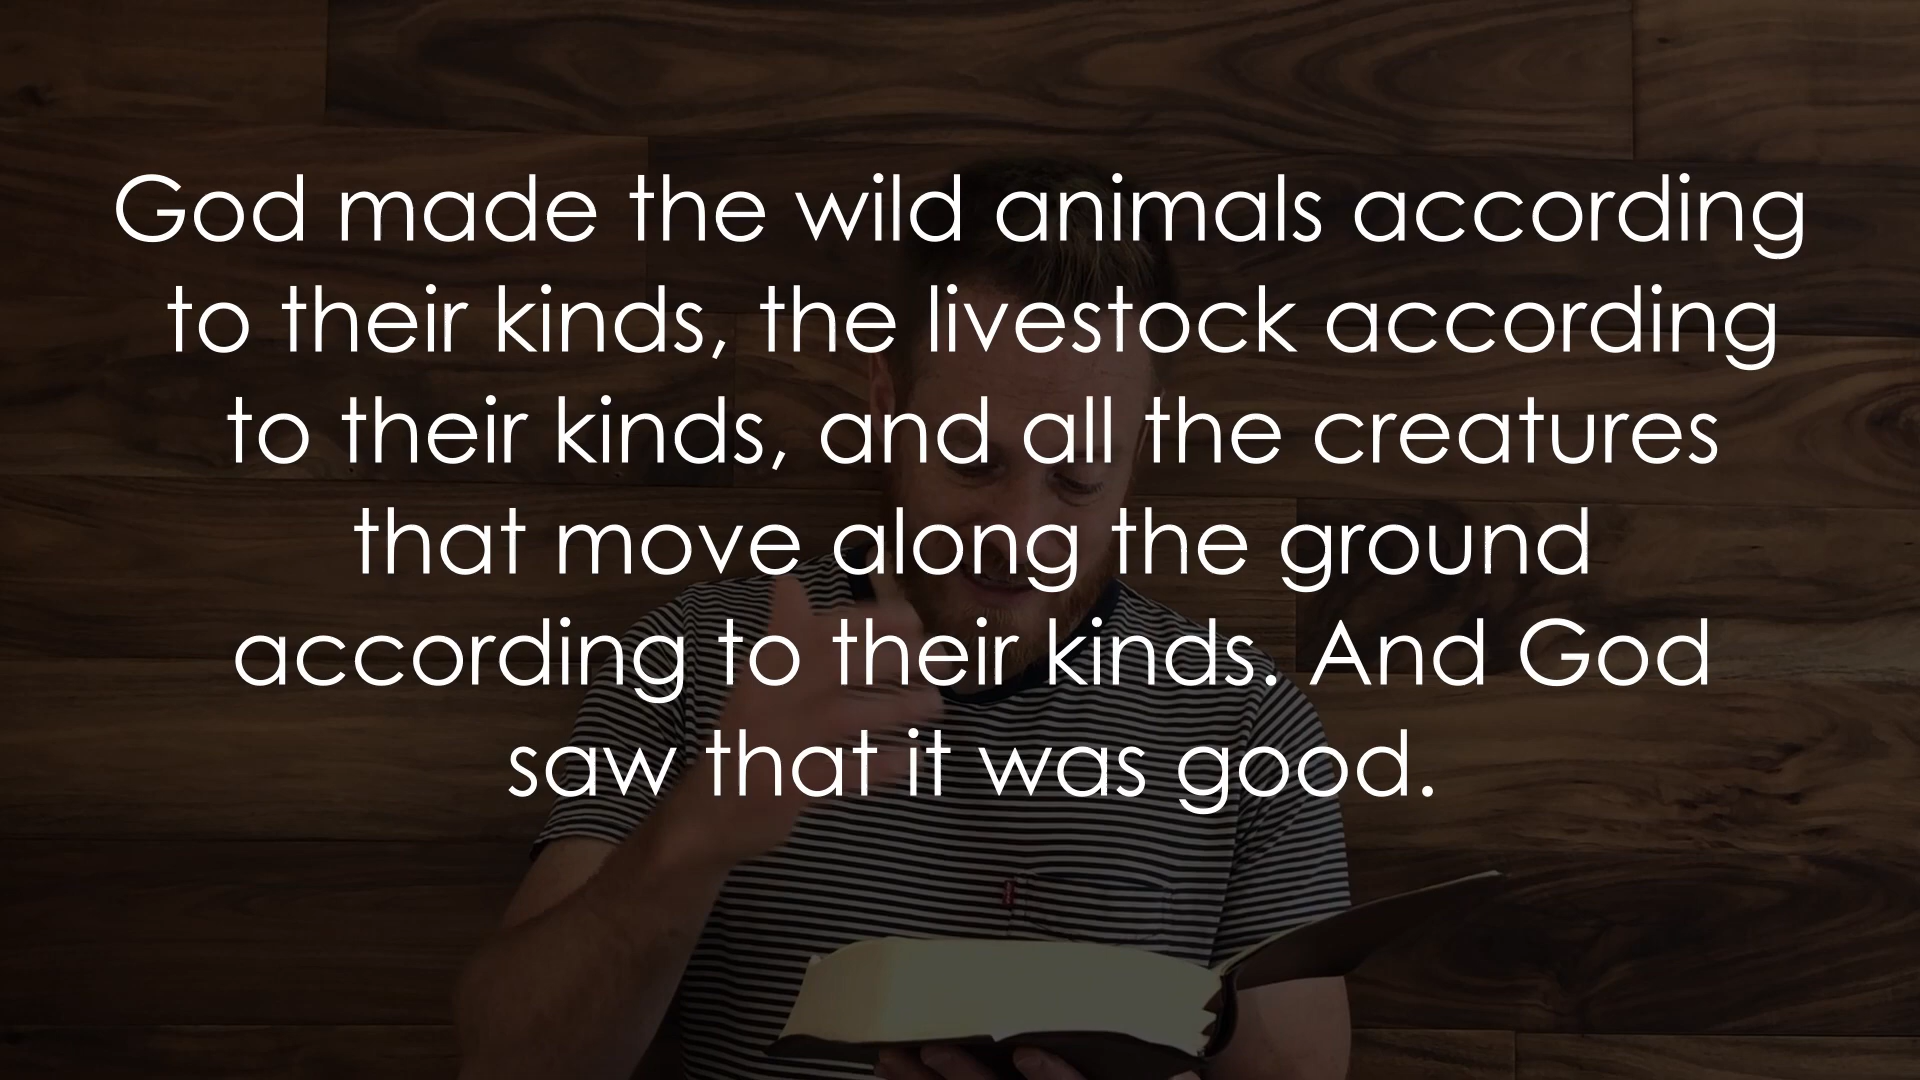 God made the wild animals according
to their kinds, the livestock according
to their kinds, and all the creatures
that move along the ground
according to their kinds. And God
saw that it was good.